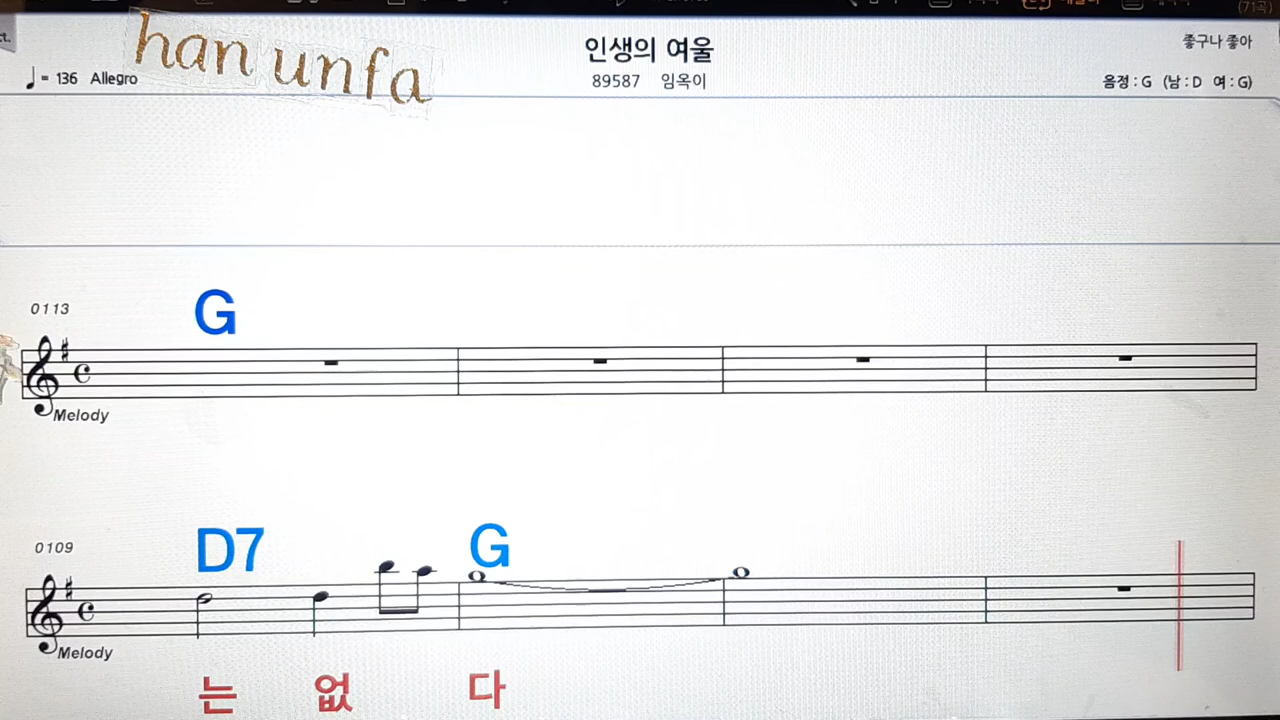 han unfa
인생의 여울
좋구나 좋아
♩ = 136 Allegro
89587 임옥이
음정 : G (남 : D 여 : G)
0113
G
Melody
0109
D7 G
Melody
는 없 다